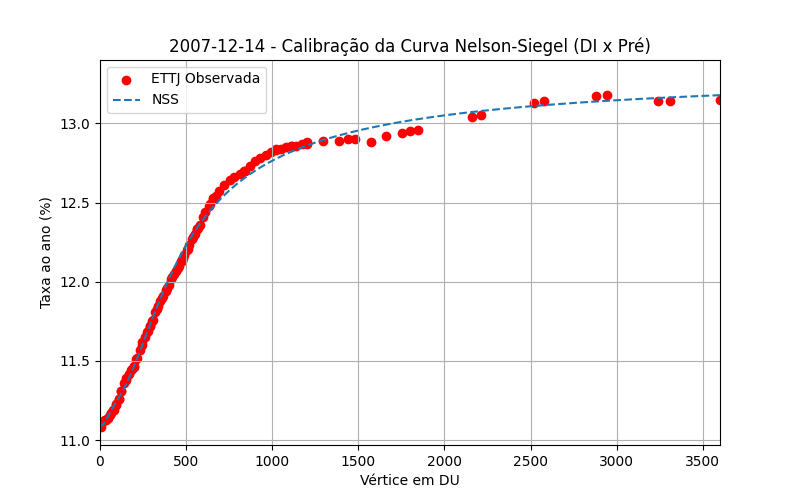 2007-12-14 - Calibração da Curva Nelson-Siegel (DI x Pré)
ETTJ Observada
NSS
Taxa ao ano (%)
13.0
12.5
12.0
11.5
11.0
0 500 1000 1500 2000 2500 3000 3500
Vértice em DU